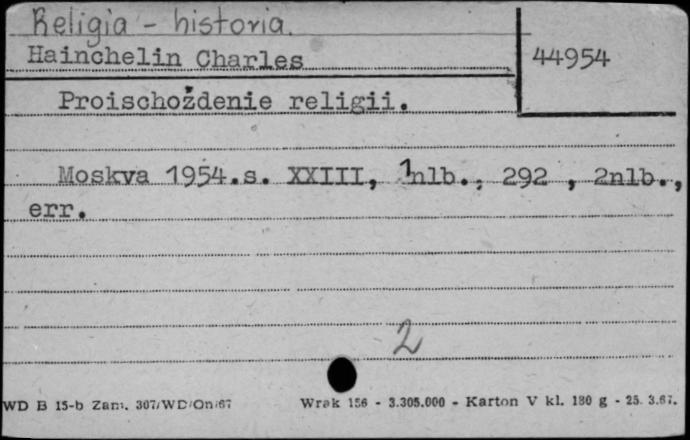 Religia - historia.
Hainchelin Charles
44954
Proischoždenie religii.
Moskva 1954.s. XXIII, 1nlb., 292 , 2nlb.,
err.
2
WD B 15-b Zam. 307/WD/On/67 Wrak 156 - 3.305.000 - Karton V kl. 180 g - 25. 3.67.